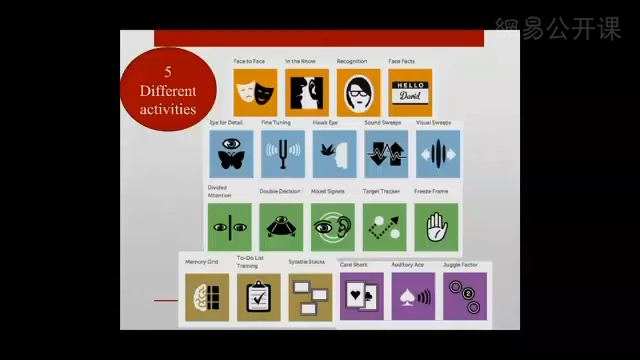 網易公开课
5
Different
activities
Face to Face
In the Know
Recognition
Face Facts
HELLO
David
Eye for Detail
Fine Tuning
Hawk Eye
Sound Sweeps
Visual Sweeps
Divided
Attention
Double Decision
Mixed Signals
Target Tracker
Freeze Frame
Memory Grid
To-Do List
Training
Syllable Stacks
Card Shark
Auditory Ace
Juggle Factor
2